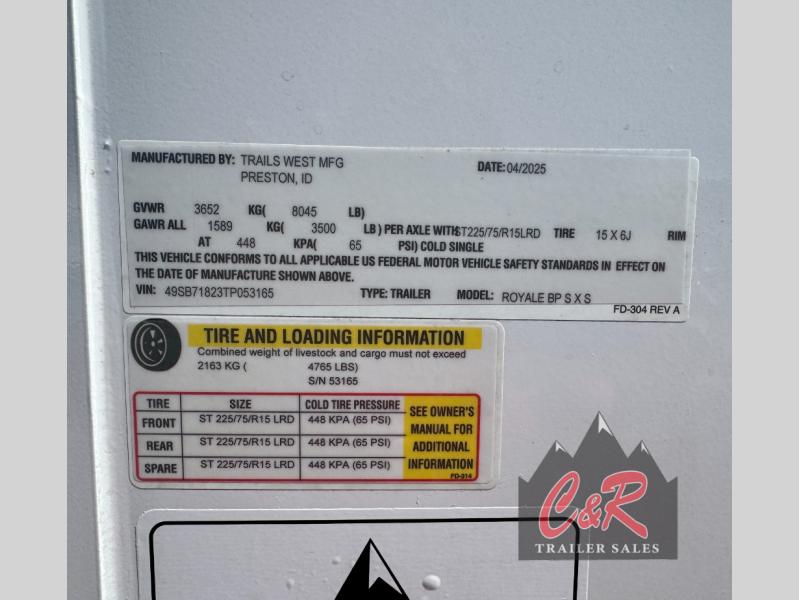 MANUFACTURED BY: TRAILS WEST MFG DATE: 04/2025
PRESTON, ID
GVWR 3652 KG( 8045 LB)
GAWR ALL 1589 KG( 3500 LB ) PER AXLE WITH ST225/75/R15LRD TIRE 15 X 6J RIM
AT 448 KPA( 65 PSI) COLD SINGLE
THIS VEHICLE CONFORMS TO ALL APPLICABLE US FEDERAL MOTOR VEHICLE SAFETY STANDARDS IN EFFECT ON
THE DATE OF MANUFACTURE SHOWN ABOVE.
VIN: 49SB71823TP053165 TYPE: TRAILER MODEL: ROYALE BP S X S
FD-304 REV A
TIRE AND LOADING INFORMATION
Combined weight of livestock and cargo must not exceed
2163 KG ( 4765 LBS)
S/N 53165
TIRE SIZE COLD TIRE PRESSURE
FRONT ST 225/75/R15 LRD 448 KPA (65 PSI)
REAR ST 225/75/R15 LRD 448 KPA (65 PSI)
SPARE ST 225/75/R15 LRD 448 KPA (65 PSI)
SEE OWNER'S
MANUAL FOR
ADDITIONAL
INFORMATION
FD-314
C&R
TRAILER SALES